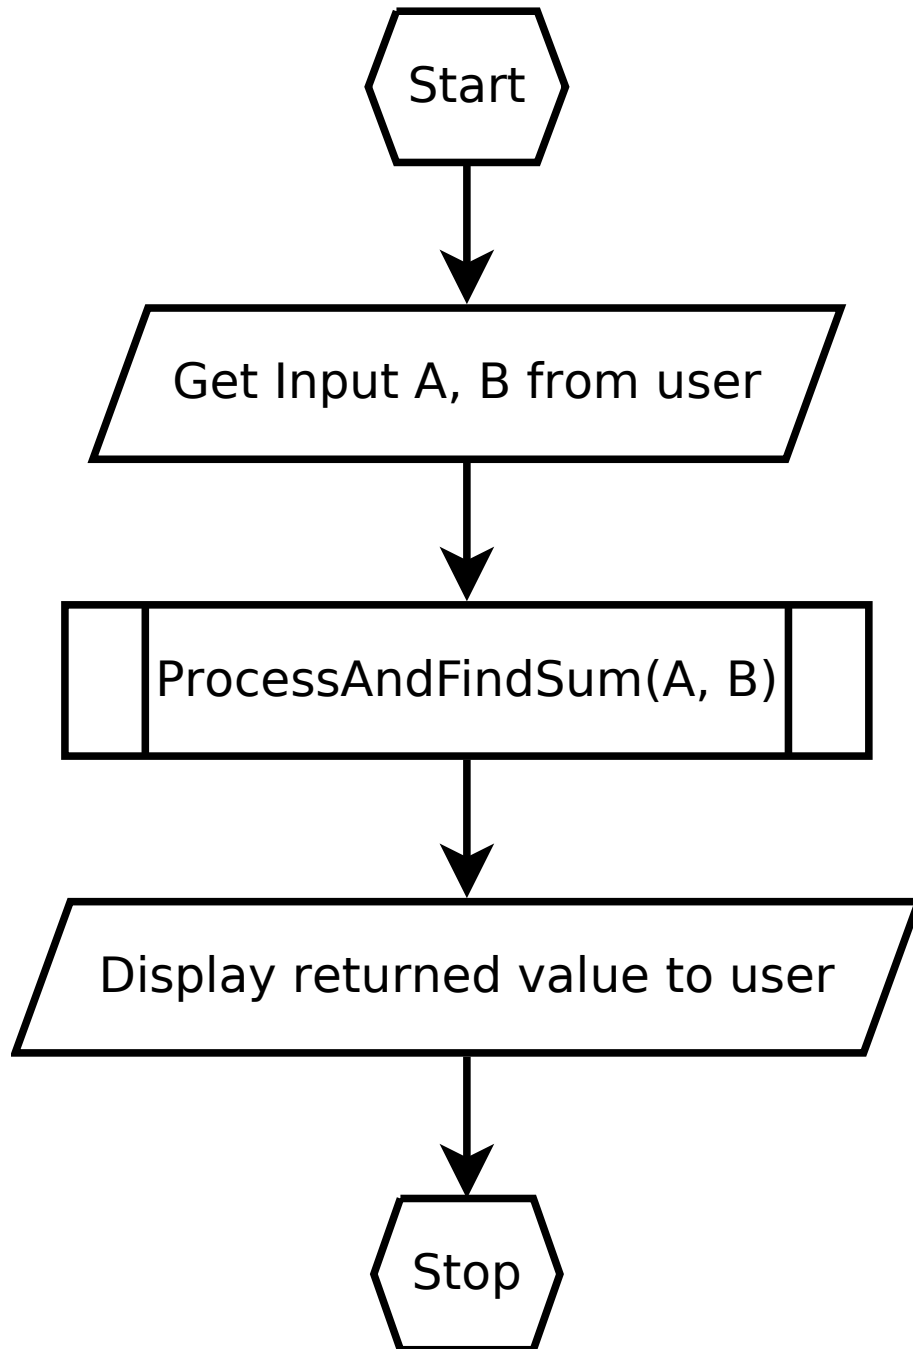 Start
Get Input A, B from user
ProcessAndFindSum(A, B)
Display returned value to user
Stop